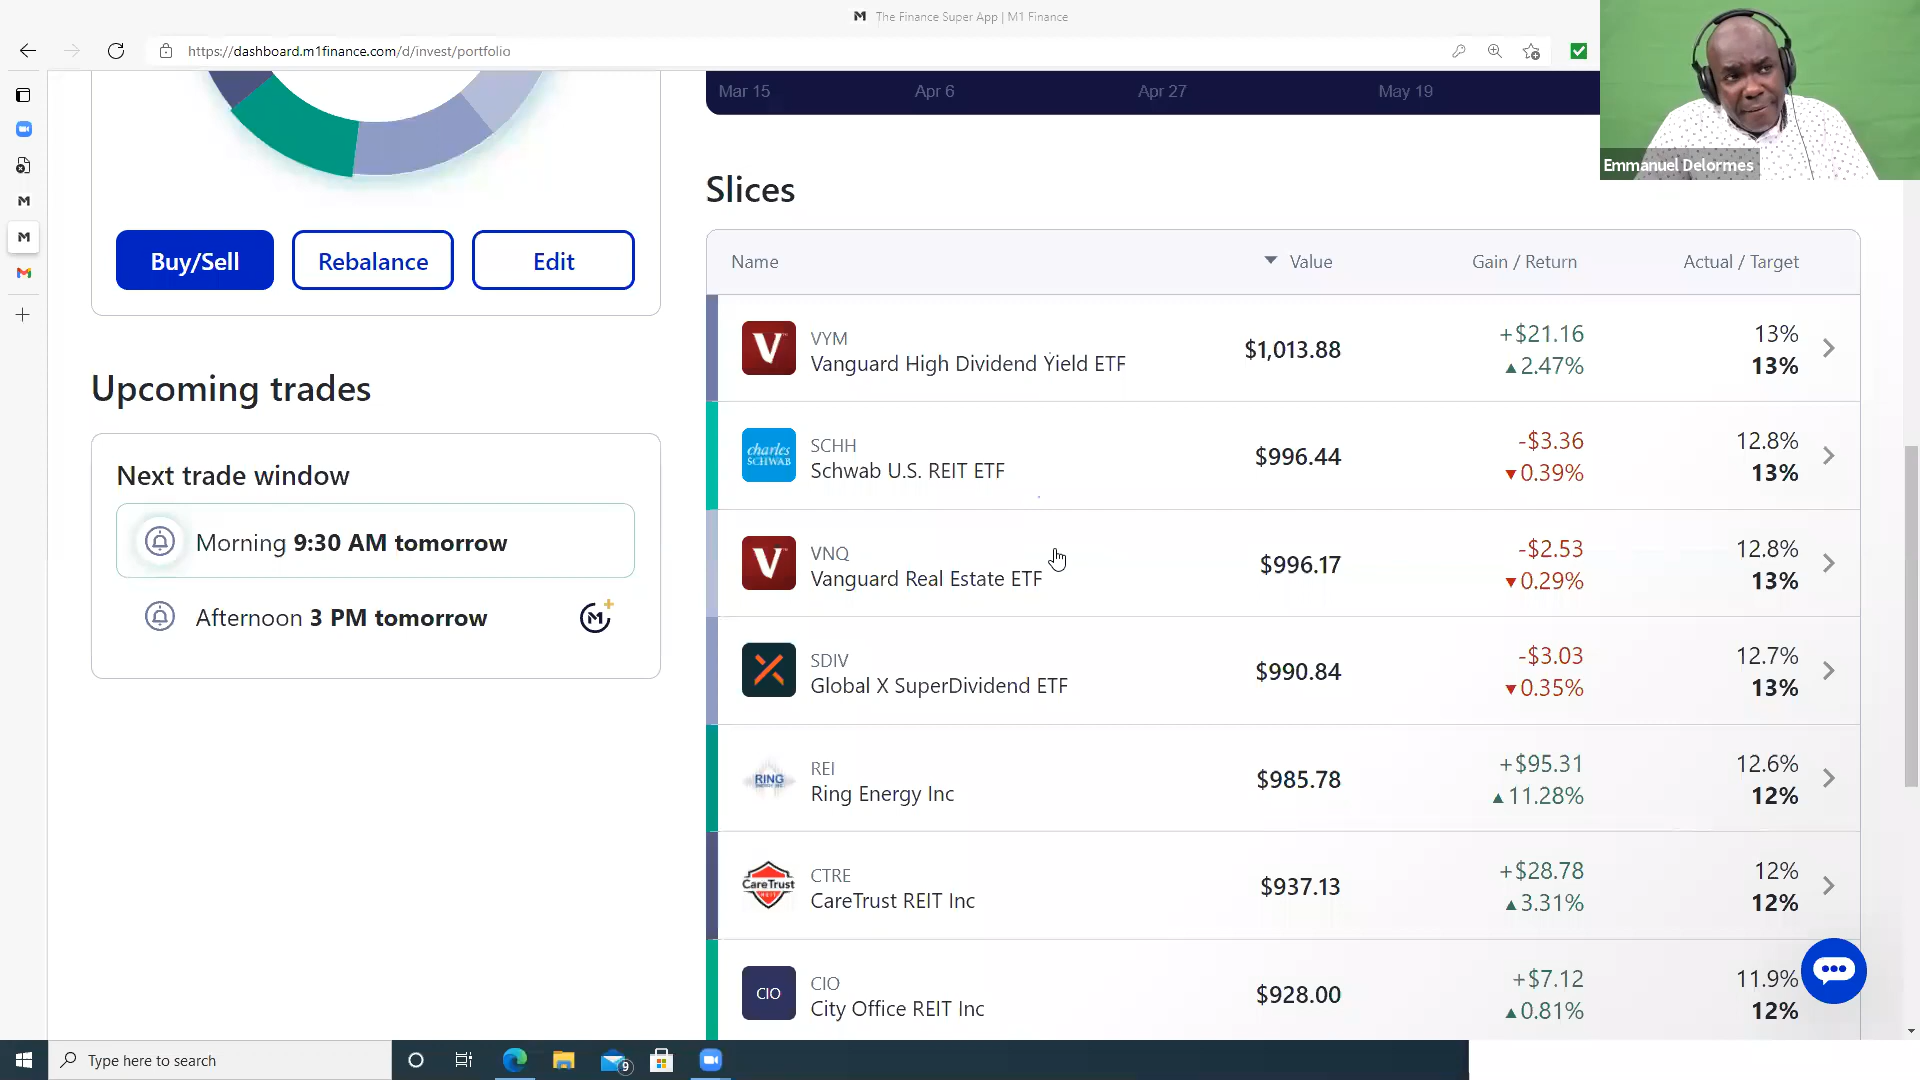 The Finance Super App | M1 Finance
https://dashboard.m1finance.com/d/invest/portfolio
Mar 15
Apr 6
Apr 27
May 19
Emmanuel Delormes
Buy/Sell
Rebalance
Edit
Upcoming trades
Next trade window
Morning 9:30 AM tomorrow
Afternoon 3 PM tomorrow
Slices
Name
Value
Gain / Return
Actual / Target
VYM
Vanguard High Dividend Yield ETF
$1,013.88
+$21.16
2.47%
13%
13%
charles
SCHWAB
SCHH
Schwab U.S. REIT ETF
$996.44
-$3.36
0.39%
12.8%
13%
VNQ
Vanguard Real Estate ETF
$996.17
-$2.53
0.29%
12.8%
13%
SDIV
Global X SuperDividend ETF
$990.84
-$3.03
0.35%
12.7%
13%
RING
REI
Ring Energy Inc
$985.78
+$95.31
11.28%
12.6%
12%
CareTrust
REIT
CTRE
CareTrust REIT Inc
$937.13
+$28.78
3.31%
12%
12%
CIO
CIO
City Office REIT Inc
$928.00
+$7.12
0.81%
11.9%
12%
Type here to search
9